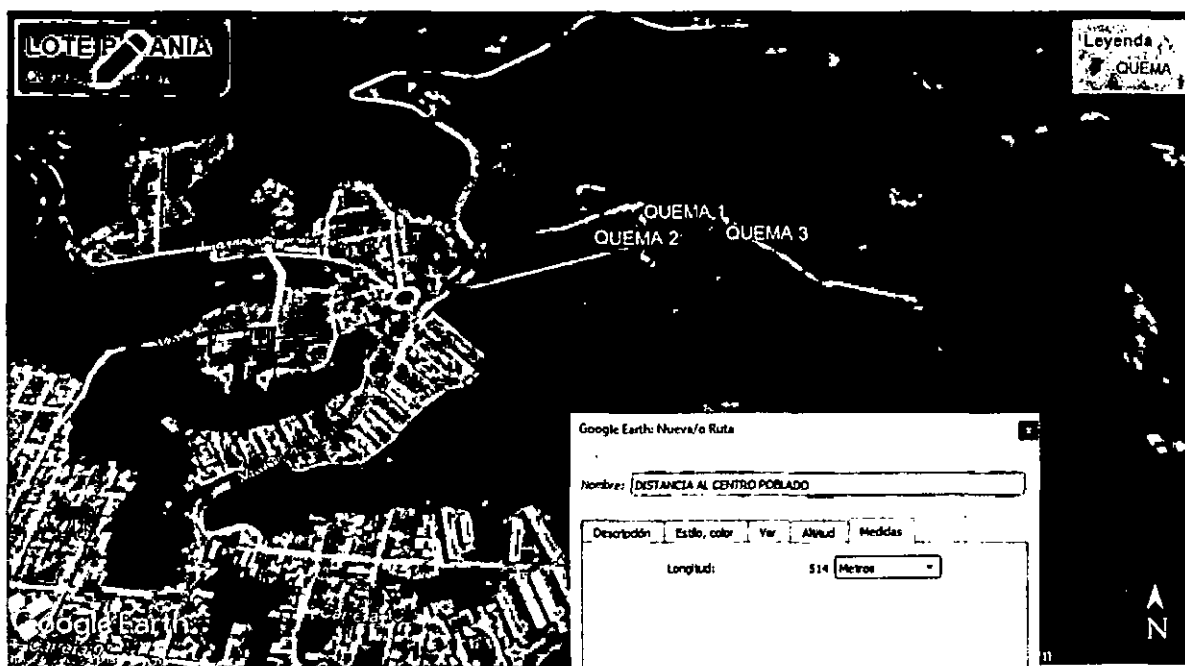 LOTE
Leyenda
QUEMA
QUEMA 1
QUEMA 2
QUEMA 3
Google Earth: Nueva/o Ruta
Nombre: DISTANCIA AL CENTRO POBLADO
Descripción Estilo, color Ver Altitud Medidas
Longitud: 514 Metros
Google Earth
N